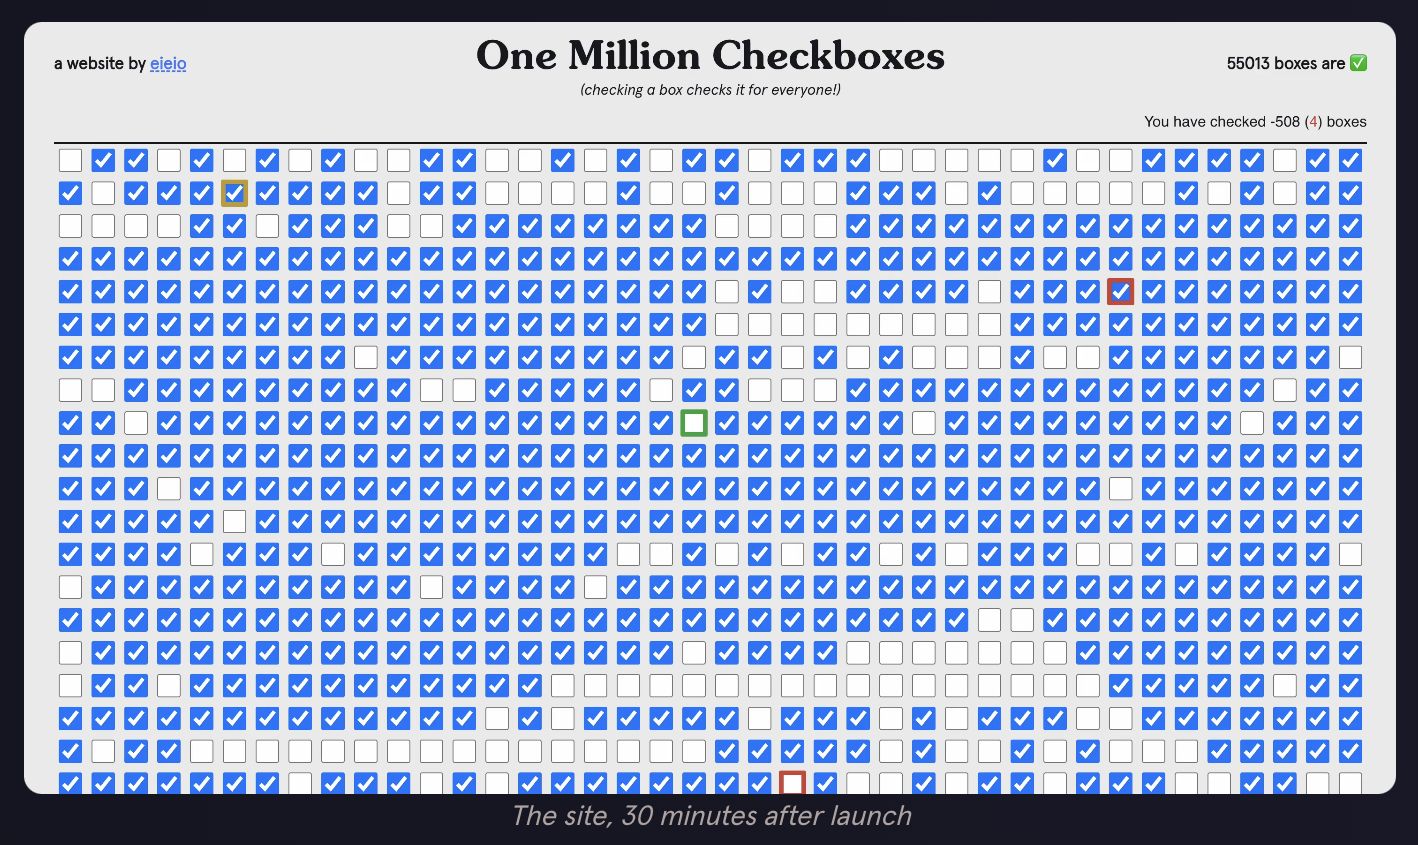 a website by eieio
One Million Checkboxes
55013 boxes are ✅
(checking a box checks it for everyone!)
You have checked -508 (4) boxes
The site, 30 minutes after launch